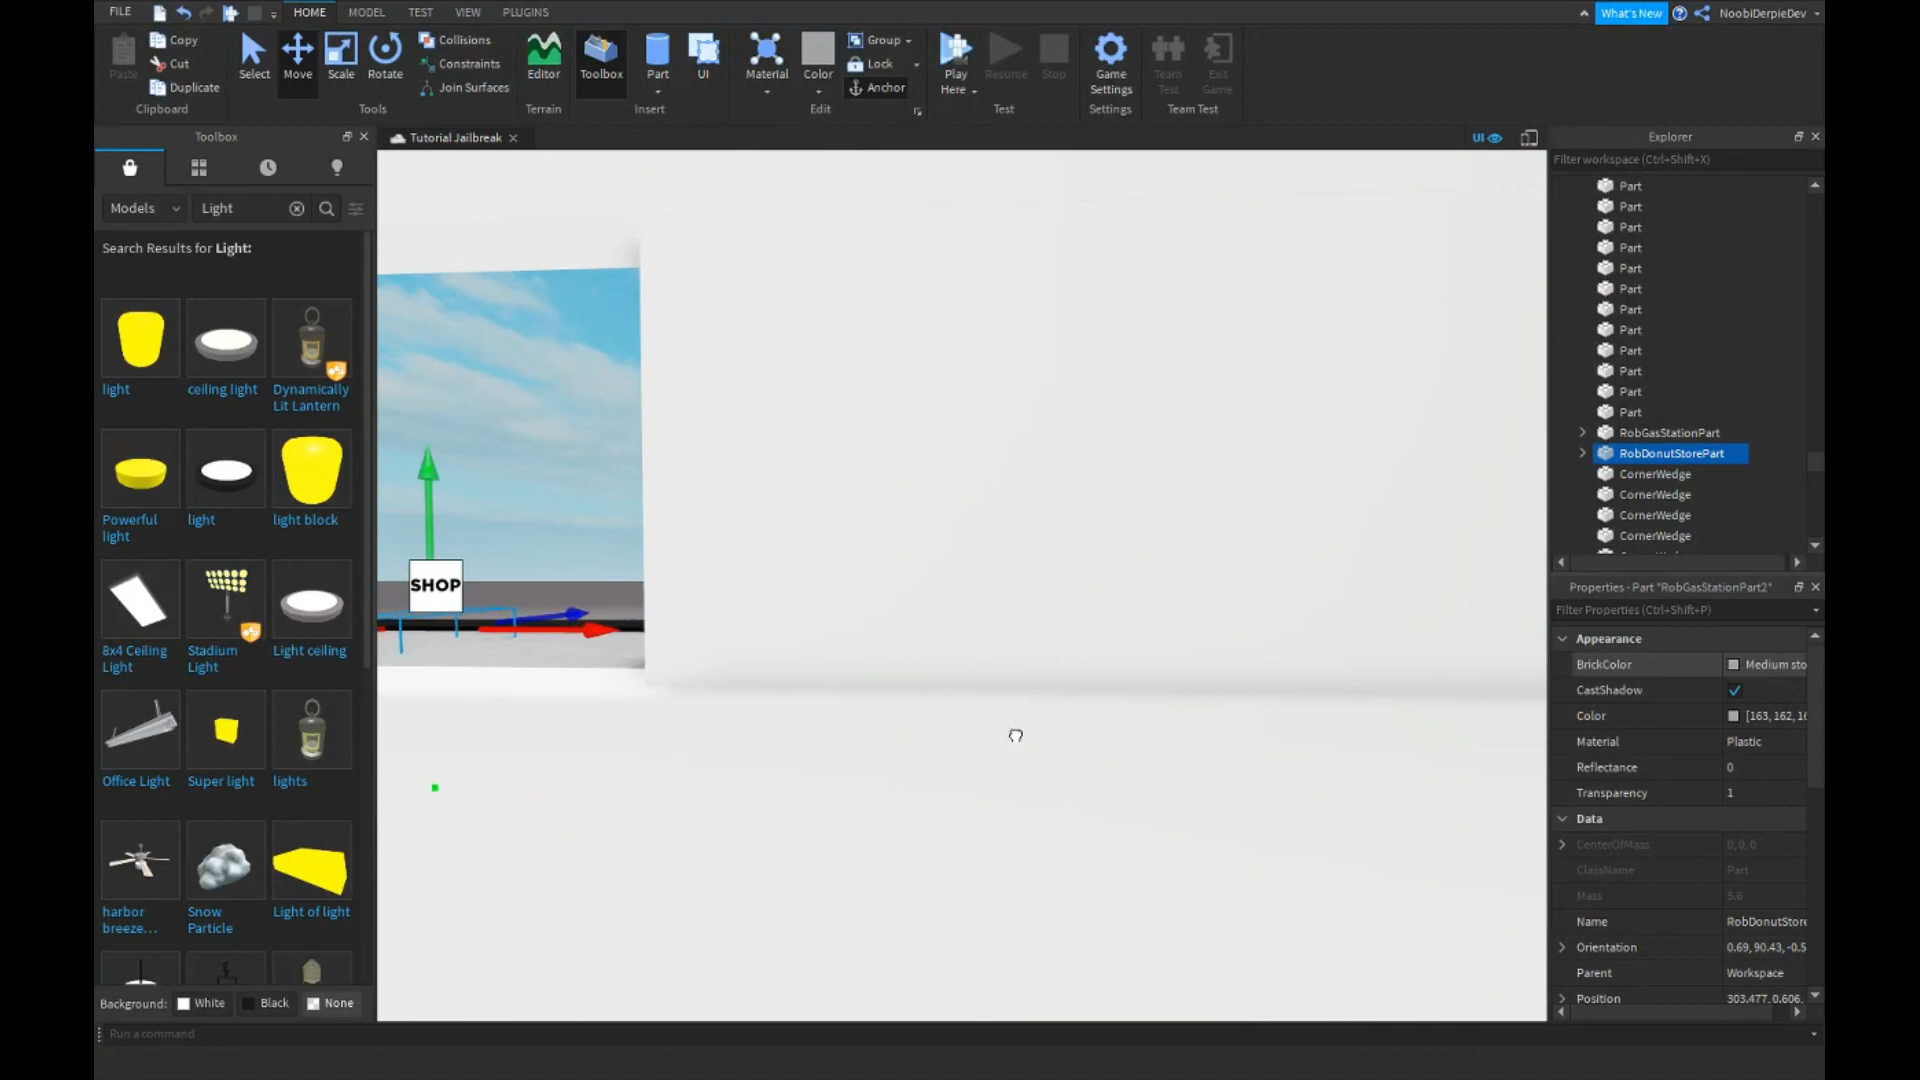 FILE
HOME
MODEL
TEST
VIEW
PLUGINS
What's New
NoobiDerpieDev
Paste
Copy
Cut
Duplicate
Clipboard
Select
Move
Scale
Rotate
Collisions
Constraints
Join Surfaces
Tools
Editor
Terrain
Toolbox
Part
UI
Insert
Material
Color
Group
Lock
Anchor
Edit
Play
Here
Resume
Stop
Test
Game
Settings
Settings
Team
Test
Exit
Game
Team Test
Toolbox
Models
Light
Search Results for Light:
light
ceiling light
Dynamically
Lit Lantern
Powerful
light
light
light block
8x4 Ceiling
Light
Stadium
Light
Light ceiling
Office Light
Super light
lights
harbor
breeze...
Snow
Particle
Light of light
Background:
White
Black
None
Run a command
Tutorial Jailbreak
UI
SHOP
Explorer
Filter workspace (Ctrl+Shift+X)
Part
Part
Part
Part
Part
Part
Part
Part
Part
Part
Part
Part
RobGasStationPart
RobDonutStorePart
CornerWedge
CornerWedge
CornerWedge
CornerWedge
Properties - Part "RobGasStationPart2"
Filter Properties (Ctrl+Shift+P)
Appearance
BrickColor Medium sto
CastShadow
Color [163, 162, 16
Material Plastic
Reflectance 0
Transparency 1
Data
CenterOfMass 0, 0, 0
ClassName Part
Mass 5.6
Name RobDonutStore
Orientation 0.69, 90.43, -0.5
Parent Workspace
Position 303.477, 0.606,